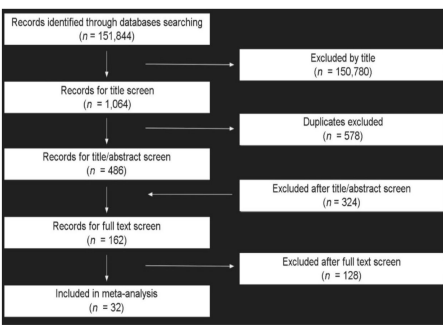 Records identified through databases searching
(n = 151,844)
Excluded by title
(n = 150,780)
Records for title screen
(n = 1,064)
Duplicates excluded
(n = 578)
Records for title/abstract screen
(n = 486)
Excluded after title/abstract screen
(n = 324)
Records for full text screen
(n = 162)
Excluded after full text screen
(n = 128)
Included in meta-analysis
(n = 32)